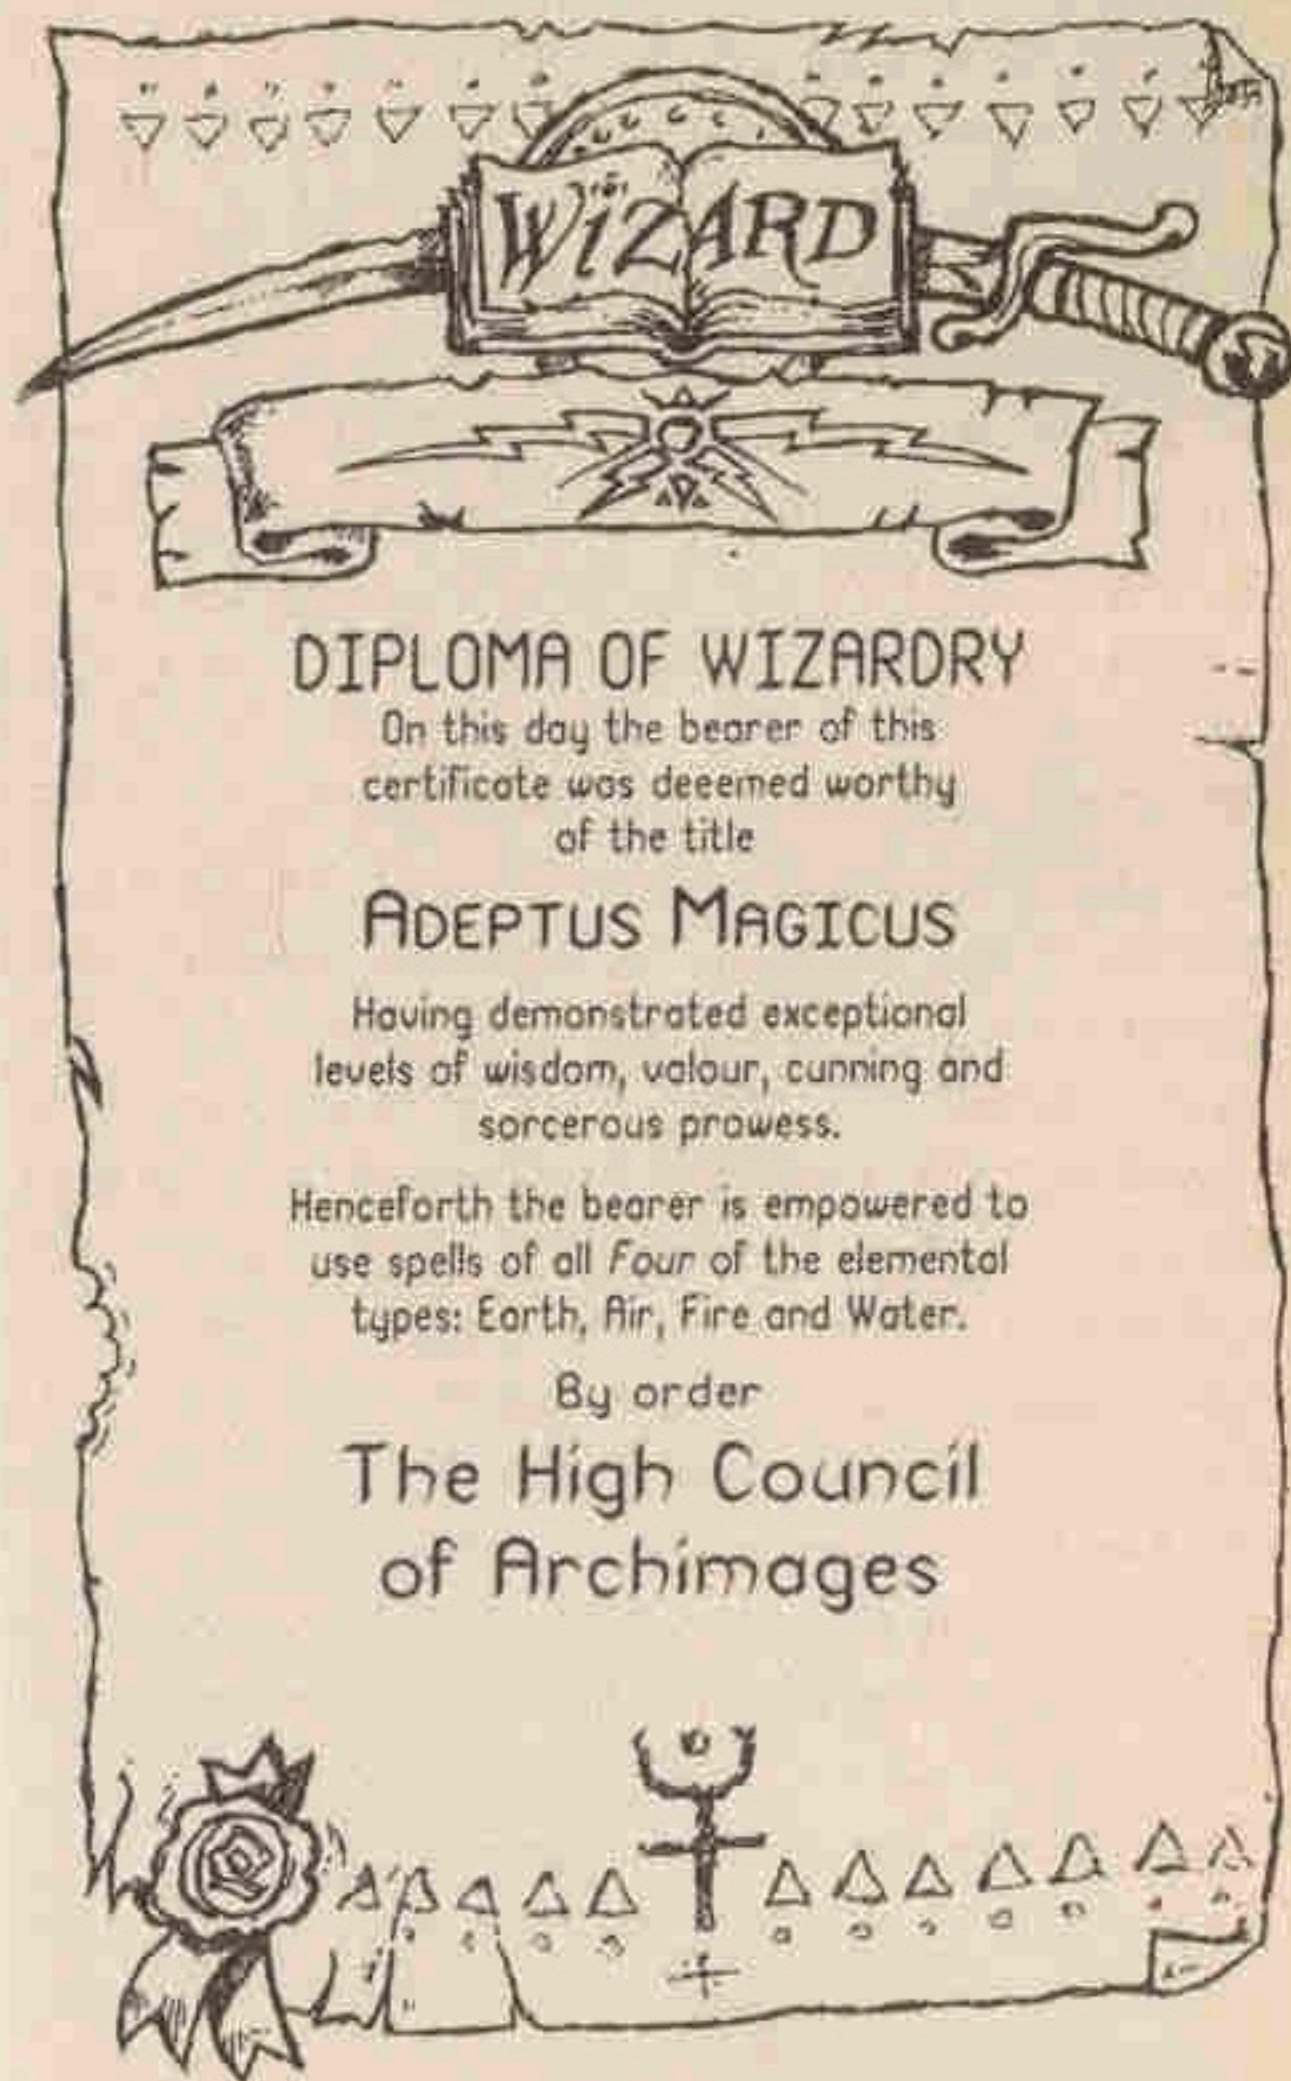 WIZARD
DIPLOMA OF WIZARDRY
On this day the bearer of this
certificate was deeemed worthy
of the title
ADEPTUS MAGICUS
Having demonstrated exceptional
levels of wisdom, valour, cunning and
sorcerous prowess.
Henceforth the bearer is empowered to
use spells of all Four of the elemental
types: Earth, Air, Fire and Water.
By order
The High Council
of Archimages